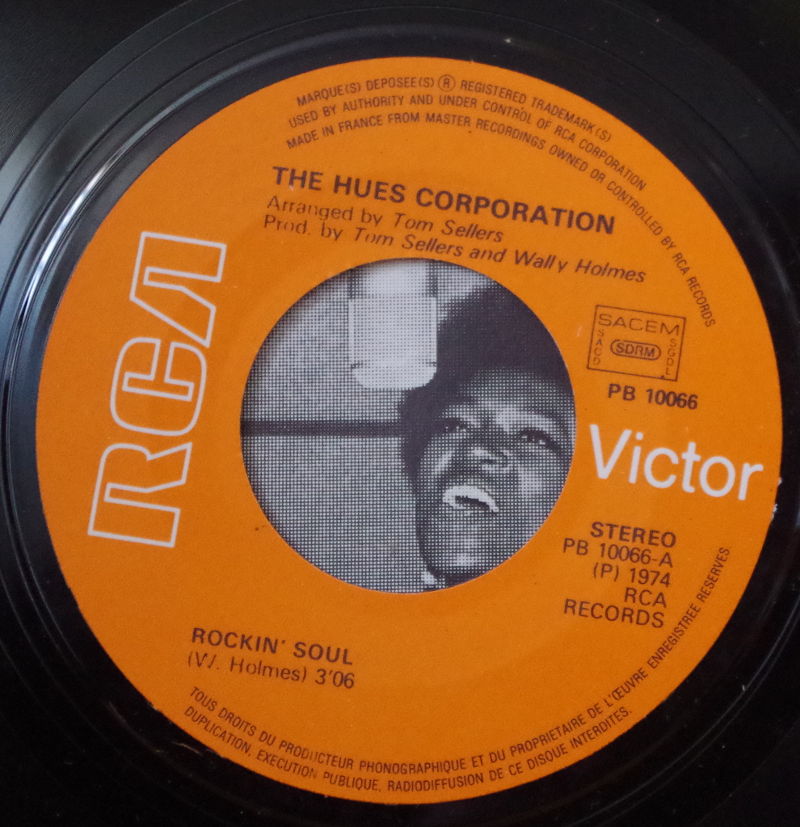 MARQUE(S) DEPOSEE(S) ® REGISTERED TRADEMARK(S)
USED BY AUTHORITY AND UNDER CONTROL OF RCA CORPORATION
MADE IN FRANCE FROM MASTER RECORDINGS OWNED OR CONTROLLED BY RCA RECORDS
THE HUES CORPORATION
Arranged by Tom Sellers
Prod. by Tom Sellers and Wally Holmes
RCA
SACEM
SACD
SDRM
SGDL
PB 10066
Victor
STEREO
PB 10066-A
(P) 1974
RCA
RECORDS
ROCKIN' SOUL
(W. Holmes) 3'06
TOUS DROITS DU PRODUCTEUR PHONOGRAPHIQUE ET DU PROPRIETAIRE DE L'ŒUVRE ENREGISTREE RESERVES.
DUPLICATION, EXECUTION PUBLIQUE, RADIODIFFUSION DE CE DISQUE INTERDITES.